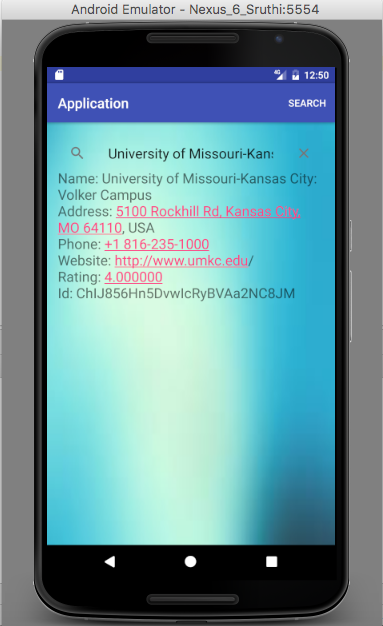 Android Emulator - Nexus_6_Sruthi:5554
4G 12:50
Application SEARCH
University of Missouri-Kans
Name: University of Missouri-Kansas City:
Volker Campus
Address: 5100 Rockhill Rd, Kansas City,
MO 64110, USA
Phone: +1 816-235-1000
Website: http://www.umkc.edu/
Rating: 4.000000
Id: ChIJ856Hn5DvwIcRyBVAa2NC8JM